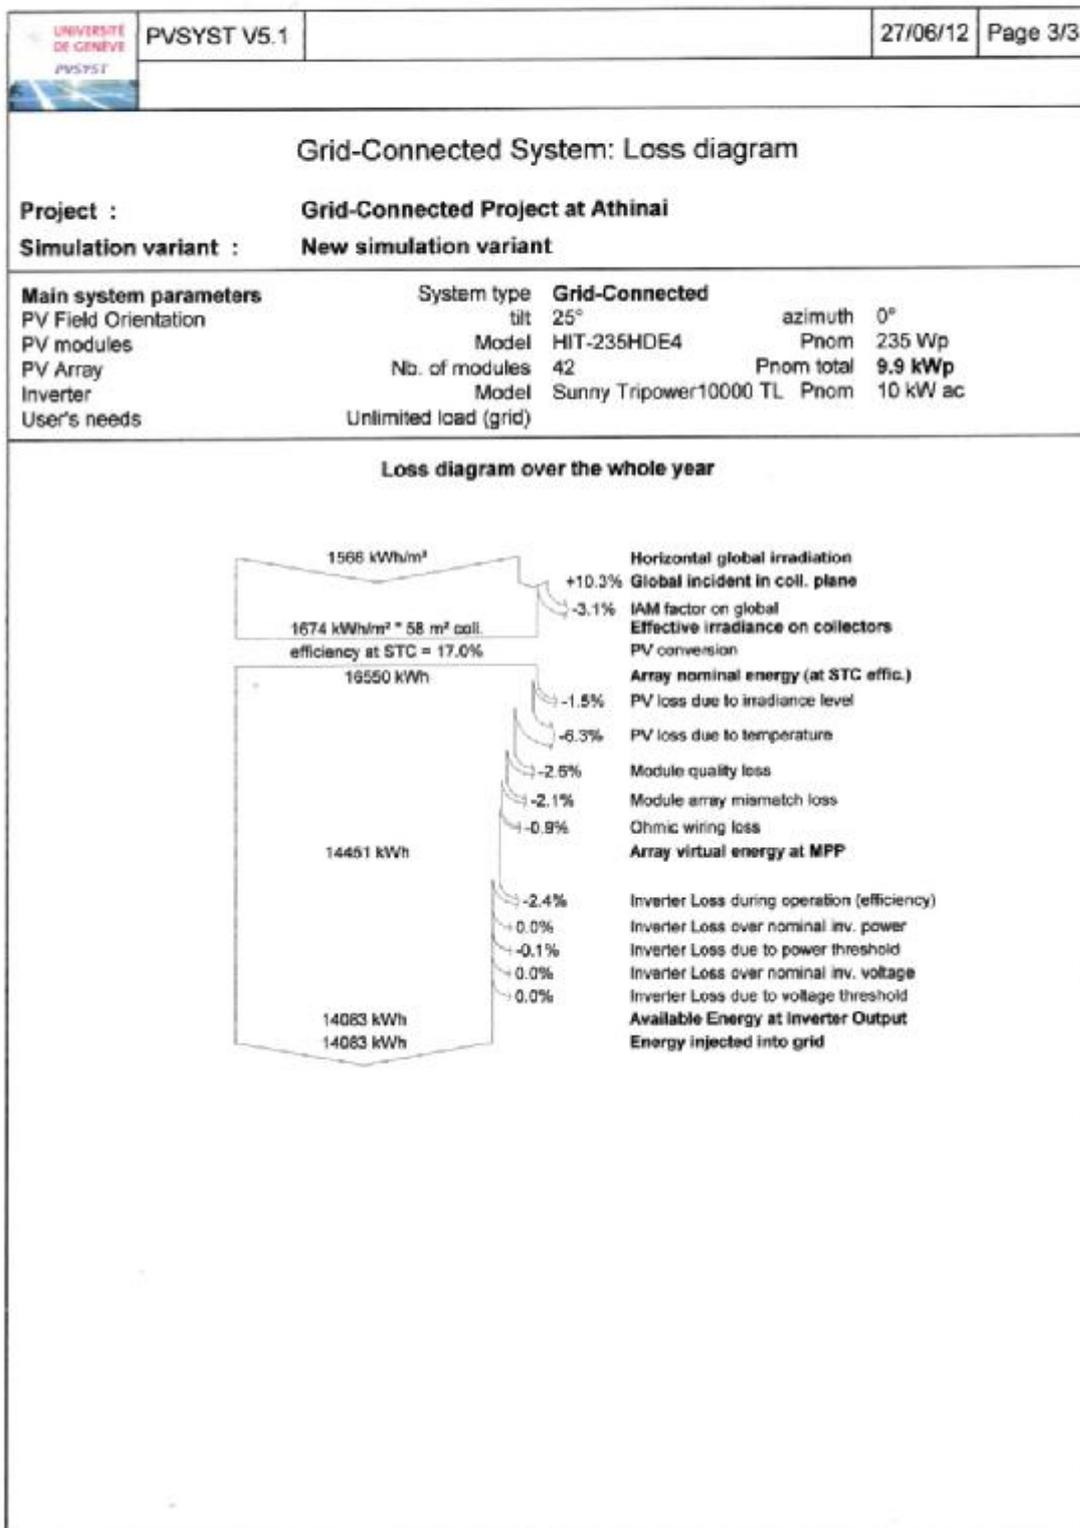 UNIVERSITÉ
DE GENÈVE
PVSYST
PVSYST V5.1
27/06/12
Page 3/3
Grid-Connected System: Loss diagram
Project : Grid-Connected Project at Athinai
Simulation variant : New simulation variant
Main system parameters System type Grid-Connected
PV Field Orientation tilt 25° azimuth 0°
PV modules Model HIT-235HDE4 Pnom 235 Wp
PV Array Nb. of modules 42 Pnom total 9.9 kWp
Inverter Model Sunny Tripower10000 TL Pnom 10 kW ac
User's needs Unlimited load (grid)
Loss diagram over the whole year
1566 kWh/m² Horizontal global irradiation
+10.3% Global incident in coll. plane
-3.1% IAM factor on global
1674 kWh/m² * 58 m² coll. Effective irradiance on collectors
efficiency at STC = 17.0% PV conversion
16550 kWh Array nominal energy (at STC effic.)
-1.5% PV loss due to irradiance level
-6.3% PV loss due to temperature
-2.6% Module quality loss
-2.1% Module array mismatch loss
-0.9% Ohmic wiring loss
14451 kWh Array virtual energy at MPP
-2.4% Inverter Loss during operation (efficiency)
0.0% Inverter Loss over nominal inv. power
-0.1% Inverter Loss due to power threshold
0.0% Inverter Loss over nominal inv. voltage
0.0% Inverter Loss due to voltage threshold
14083 kWh Available Energy at Inverter Output
14083 kWh Energy injected into grid